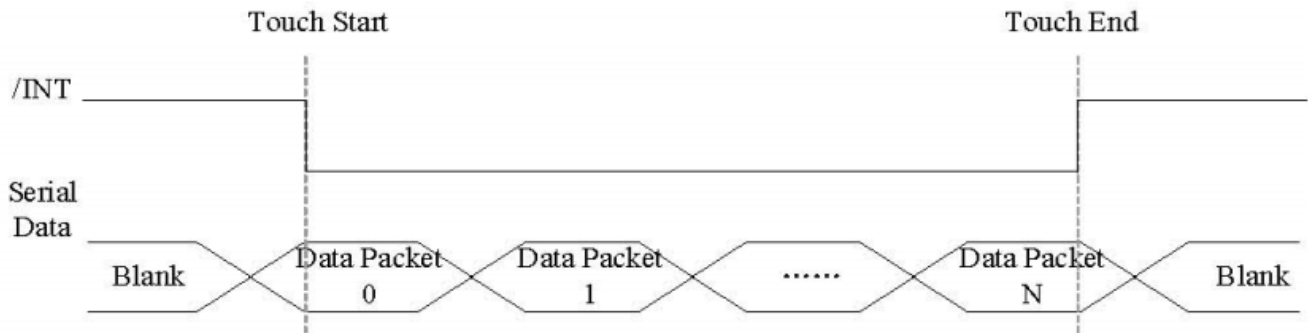 Touch Start
Touch End
/INT
Serial
Data
Blank
Data Packet
0
Data Packet
1
......
Data Packet
N
Blank